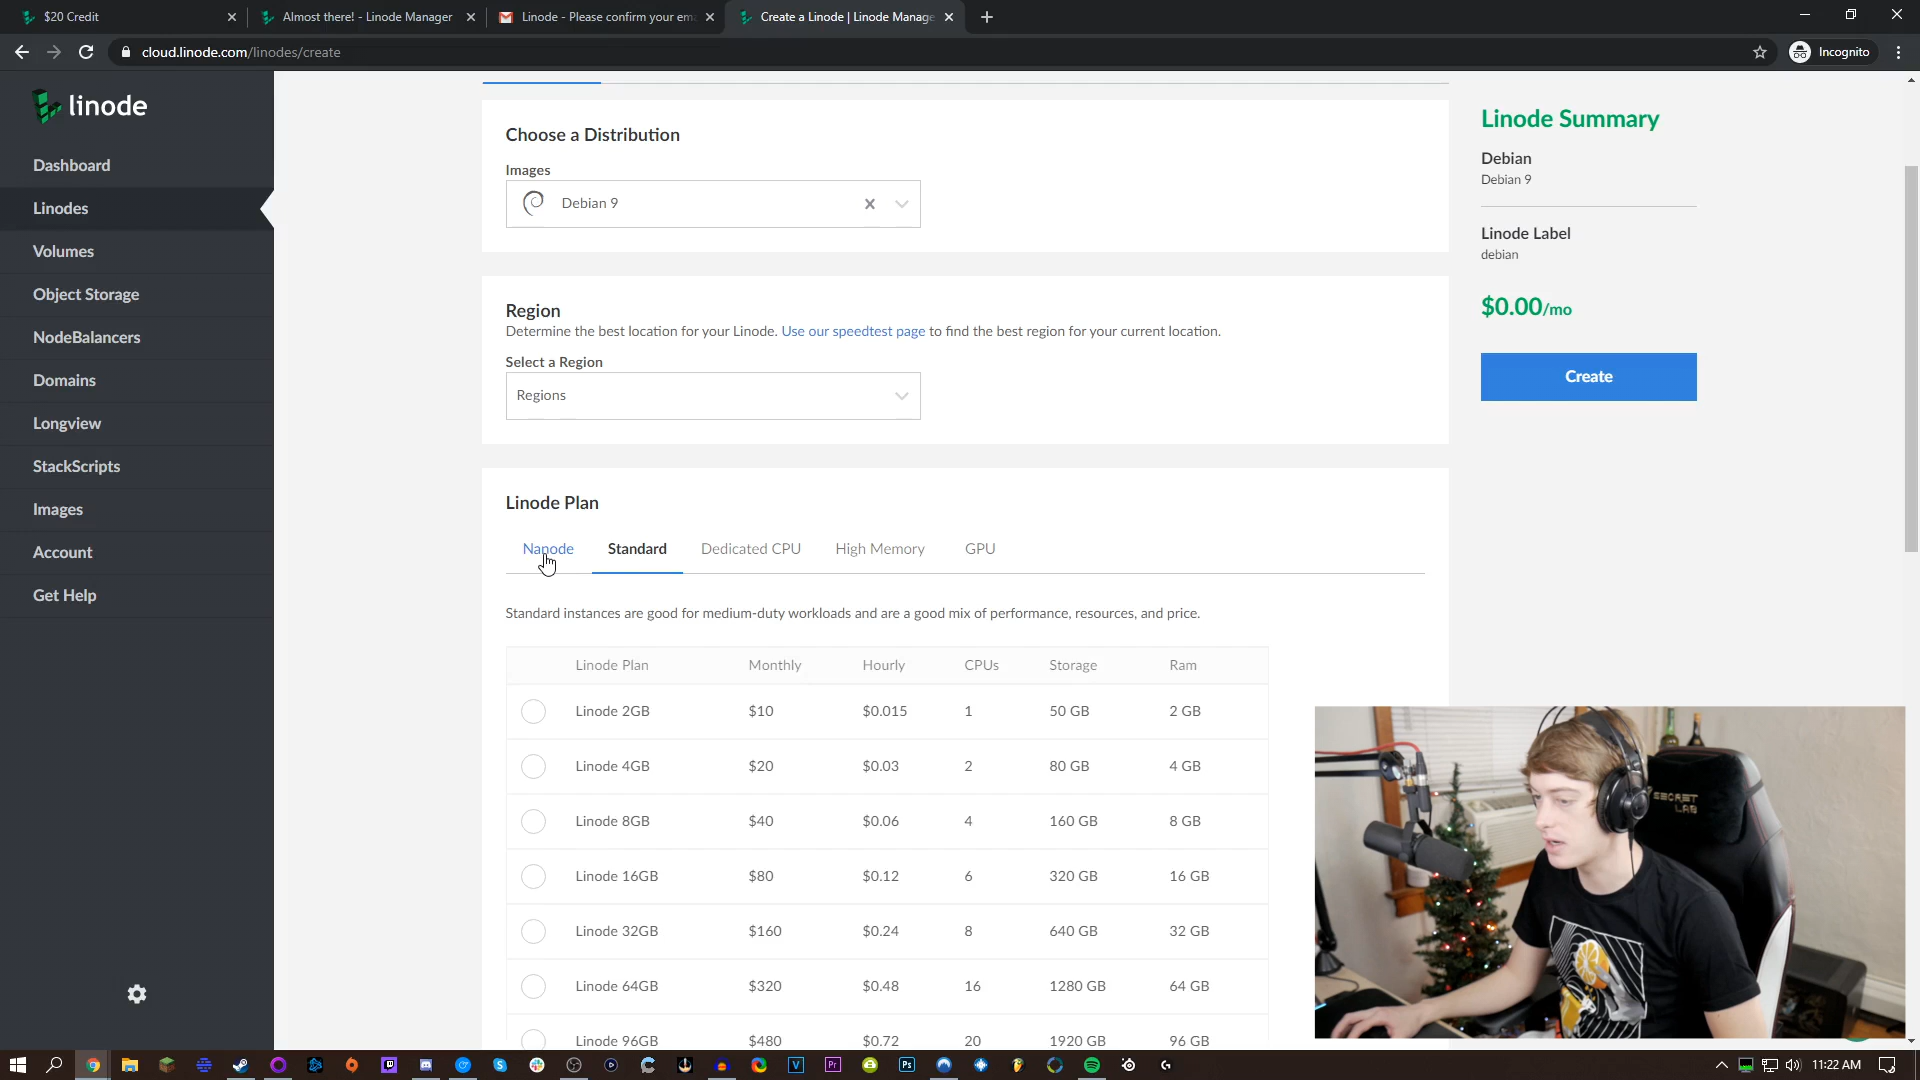 $20 Credit
Almost there! - Linode Manager
Linode - Please confirm your em
Create a Linode | Linode Manage
cloud.linode.com/linodes/create
Incognito
linode
Dashboard
Linodes
Volumes
Object Storage
NodeBalancers
Domains
Longview
StackScripts
Images
Account
Get Help
Choose a Distribution
Images
Debian 9
Region
Determine the best location for your Linode. Use our speedtest page to find the best region for your current location.
Select a Region
Regions
Linode Plan
Nanode Standard Dedicated CPU High Memory GPU
Standard instances are good for medium-duty workloads and are a good mix of performance, resources, and price.
Linode Plan Monthly Hourly CPUs Storage Ram
Linode 2GB $10 $0.015 1 50 GB 2 GB
Linode 4GB $20 $0.03 2 80 GB 4 GB
Linode 8GB $40 $0.06 4 160 GB 8 GB
Linode 16GB $80 $0.12 6 320 GB 16 GB
Linode 32GB $160 $0.24 8 640 GB 32 GB
Linode 64GB $320 $0.48 16 1280 GB 64 GB
Linode 96GB $480 $0.72 20 1920 GB 96 GB
Linode Summary
Debian
Debian 9
Linode Label
debian
$0.00/mo
Create
SECRET
LAB
11:22 AM